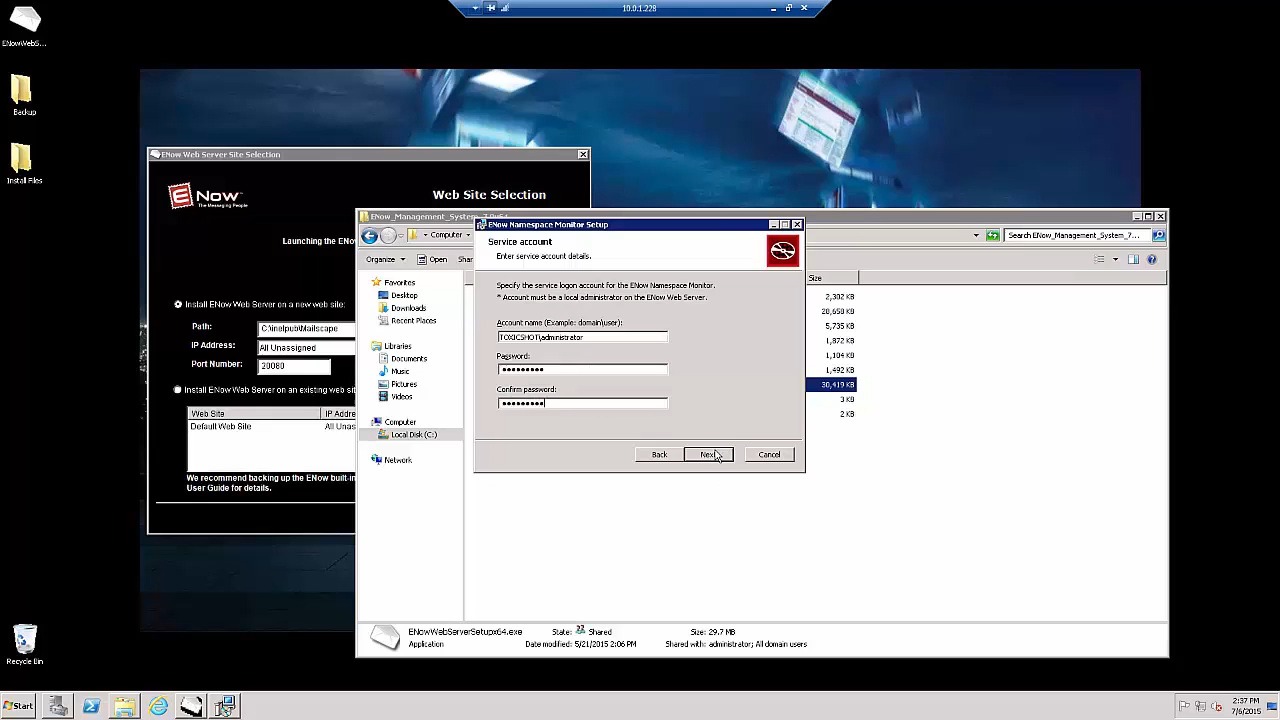 10.0.1.228
ENowWebS...
Backup
Install Files
Recycle Bin
ENow Web Server Site Selection
ENow
The Messaging People
Web Site Selection
Launching the ENo
Install ENow Web Server on a new web site:
Path:
C:\inetpub\Mailscape
IP Address:
All Unassigned
Port Number:
20080
Install ENow Web Server on an existing web sit
Web Site
IP Addre
Default Web Site
All Unas
We recommend backing up the ENow built-in
User Guide for details.
Computer
Search ENow_Management_System_7...
Organize
Open
Shar
Favorites
Desktop
Downloads
Recent Places
Libraries
Documents
Music
Pictures
Videos
Computer
Local Disk (C:)
Network
Size
2,302 KB
28,658 KB
5,735 KB
1,872 KB
1,104 KB
1,492 KB
30,419 KB
3 KB
2 KB
ENow Namespace Monitor Setup
Service account
Enter service account details.
Specify the service logon account for the ENow Namespace Monitor.
* Account must be a local administrator on the ENow Web Server.
Account name (Example: domain\user):
TOXICSHOT\administrator
Password:
•••••••••
Confirm password:
•••••••••
Back
Next
Cancel
ENowWebServerSetupx64.exe
State: Shared
Size: 29.7 MB
Application
Date modified: 5/21/2015 2:06 PM
Shared with: administrator; All domain users
Start
2:37 PM
7/6/2015